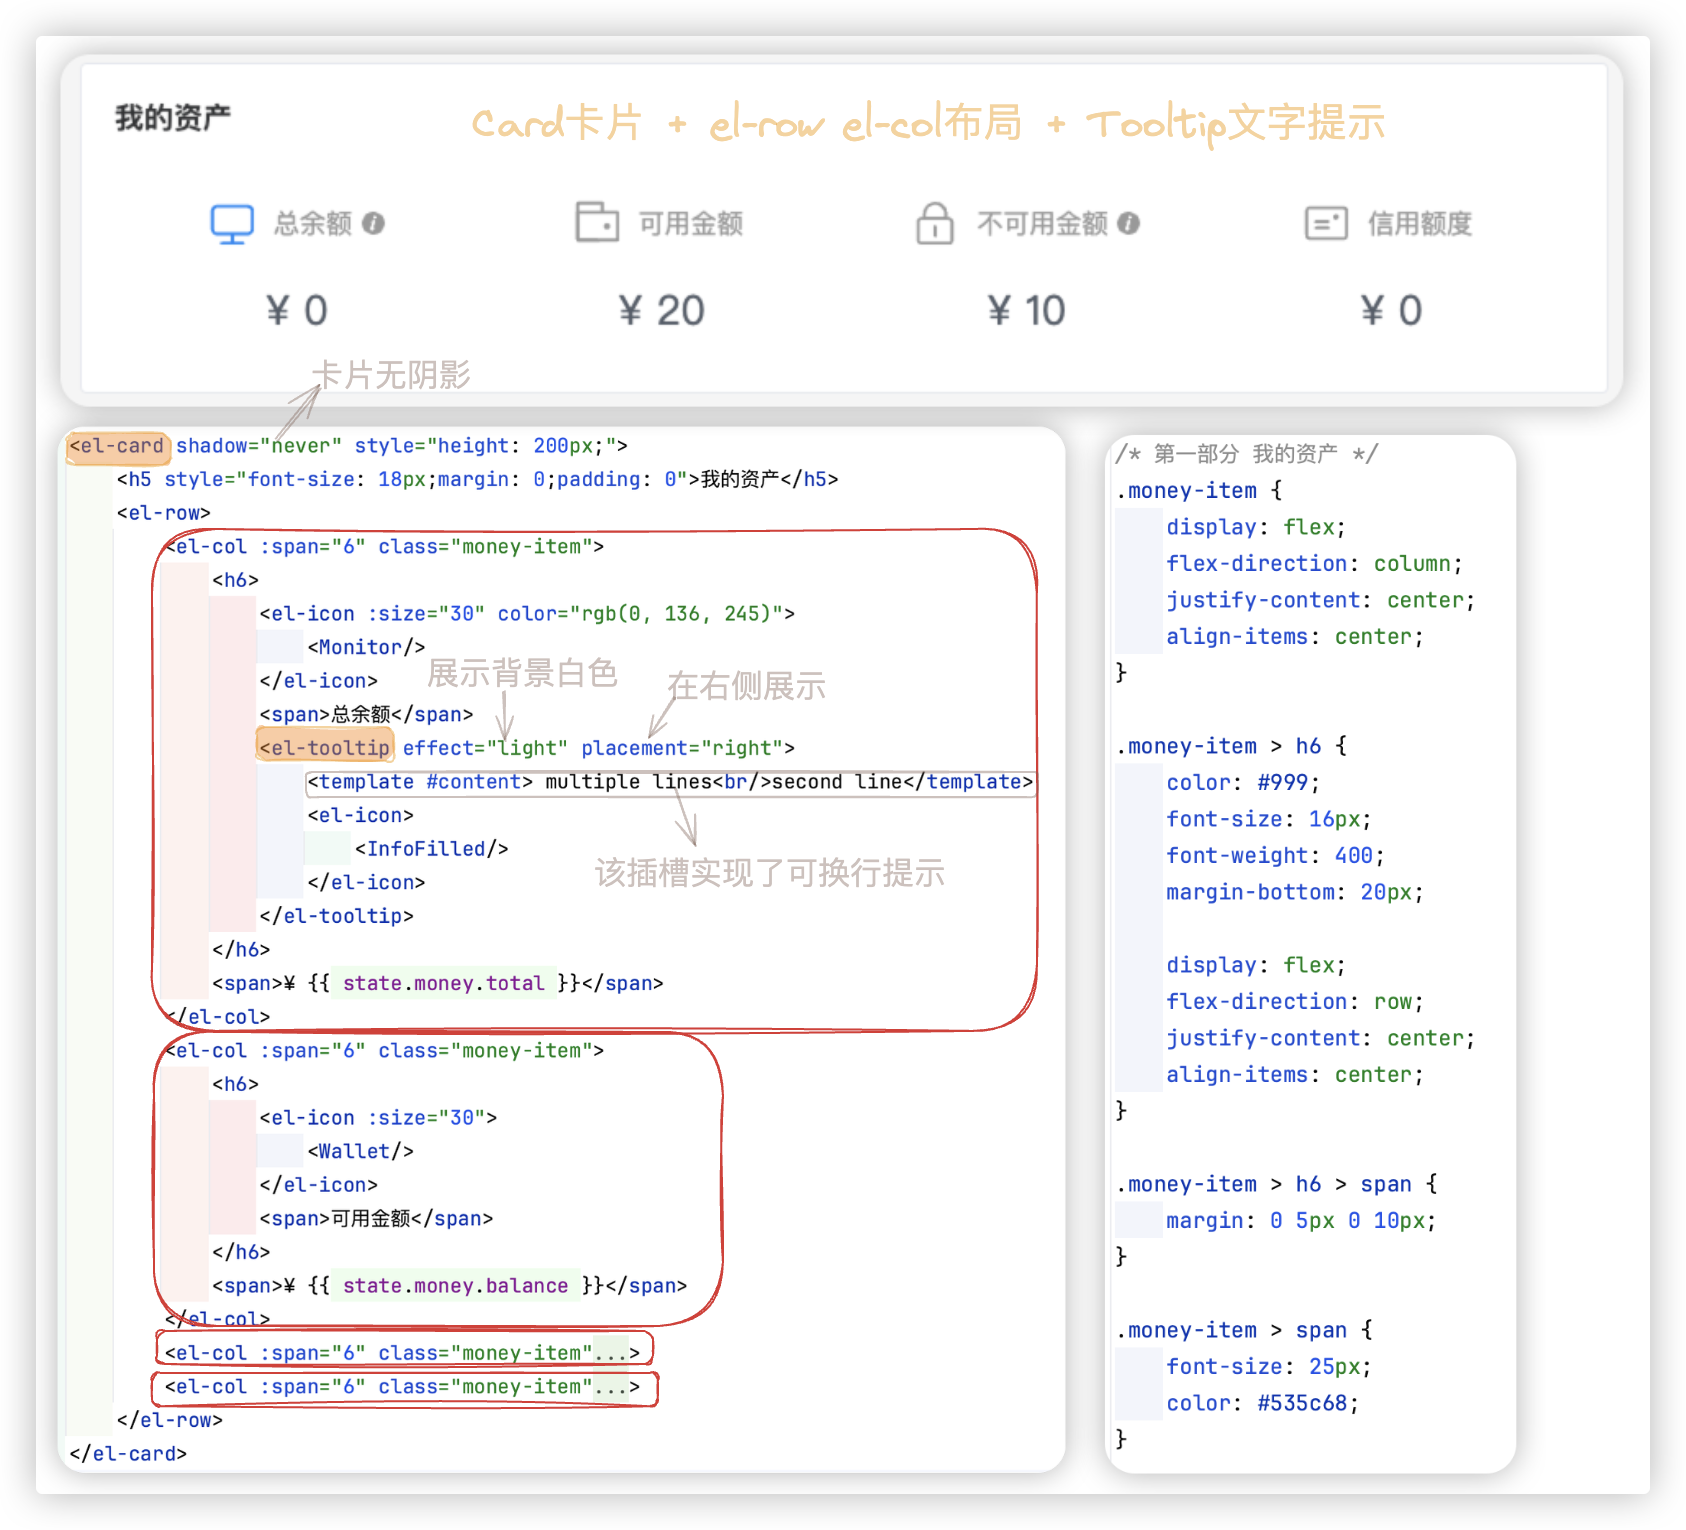 我的资产
Card卡片 + el-row el-col布局 + Tooltip文字提示
总余额 可用金额 不可用金额 信用额度
¥ 0 ¥ 20 ¥ 10 ¥ 0
卡片无阴影
<el-card shadow="never" style="height: 200px;">
<h5 style="font-size: 18px;margin: 0;padding: 0">我的资产</h5>
<el-row>
<el-col :span="6" class="money-item">
<h6>
<el-icon :size="30" color="rgb(0, 136, 245)">
<Monitor/>
展示背景白色
在右侧展示
</el-icon>
<span>总余额</span>
<el-tooltip effect="light" placement="right">
<template #content> multiple lines<br/>second line</template>
<el-icon>
<InfoFilled/>
该插槽实现了可换行提示
</el-icon>
</el-tooltip>
</h6>
<span>¥ {{ state.money.total }}</span>
</el-col>
<el-col :span="6" class="money-item">
<h6>
<el-icon :size="30">
<Wallet/>
</el-icon>
<span>可用金额</span>
</h6>
<span>¥ {{ state.money.balance }}</span>
</el-col>
<el-col :span="6" class="money-item"...>
<el-col :span="6" class="money-item"...>
</el-row>
</el-card>
/* 第一部分 我的资产 */
.money-item {
display: flex;
flex-direction: column;
justify-content: center;
align-items: center;
}
.money-item > h6 {
color: #999;
font-size: 16px;
font-weight: 400;
margin-bottom: 20px;
display: flex;
flex-direction: row;
justify-content: center;
align-items: center;
}
.money-item > h6 > span {
margin: 0 5px 0 10px;
}
.money-item > span {
font-size: 25px;
color: #535c68;
}